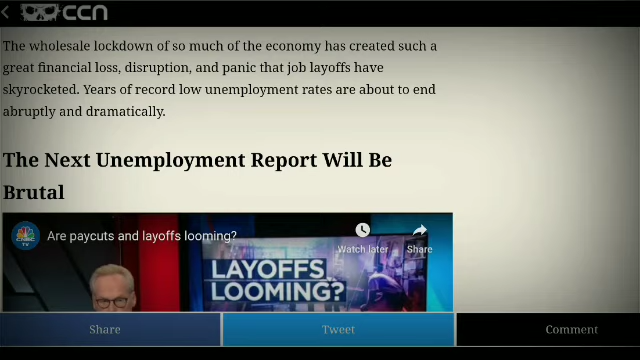 CCN
The wholesale lockdown of so much of the economy has created such a
great financial loss, disruption, and panic that job layoffs have
skyrocketed. Years of record low unemployment rates are about to end
abruptly and dramatically.
The Next Unemployment Report Will Be
Brutal
CNBC
TV
Are paycuts and layoffs looming?
Watch later
Share
LAYOFFS
LOOMING?
Share
Tweet
Comment